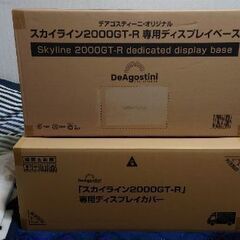 デアゴスティーニ・オリジナル
スカイライン2000GT-R 専用ディスプレイベース
Skyline 2000GT-R dedicated display base
DeAgostini
DeAgostini
「スカイライン2000GT-R」
専用ディスプレイカバー